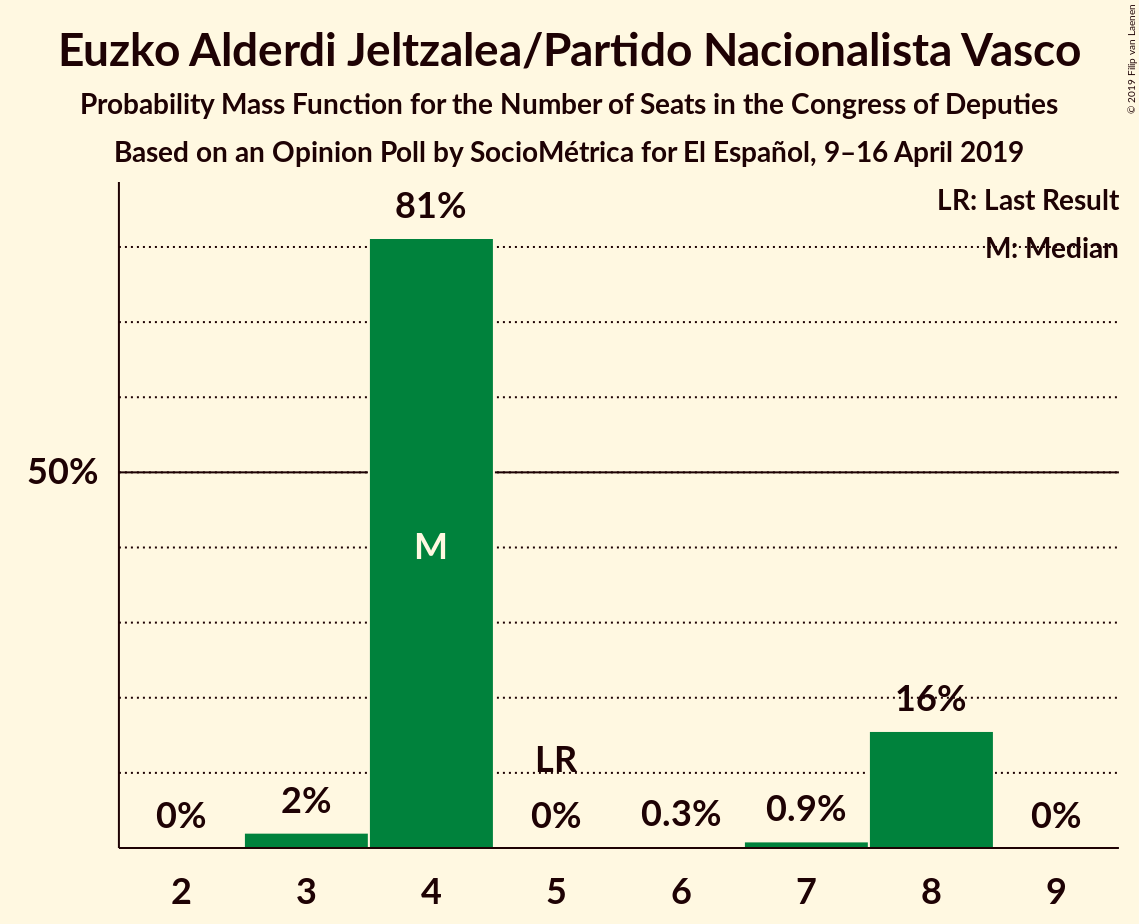 Euzko Alderdi Jeltzalea/Partido Nacionalista Vasco
Probability Mass Function for the Number of Seats in the Congress of Deputies
Based on an Opinion Poll by SocioMétrica for El Español, 9–16 April 2019
© 2019 Filip van Laenen
LR: Last Result
M: Median
81%
50%
M
16%
LR
0%
2%
0%
0.3%
0.9%
0%
2 3 4 5 6 7 8 9